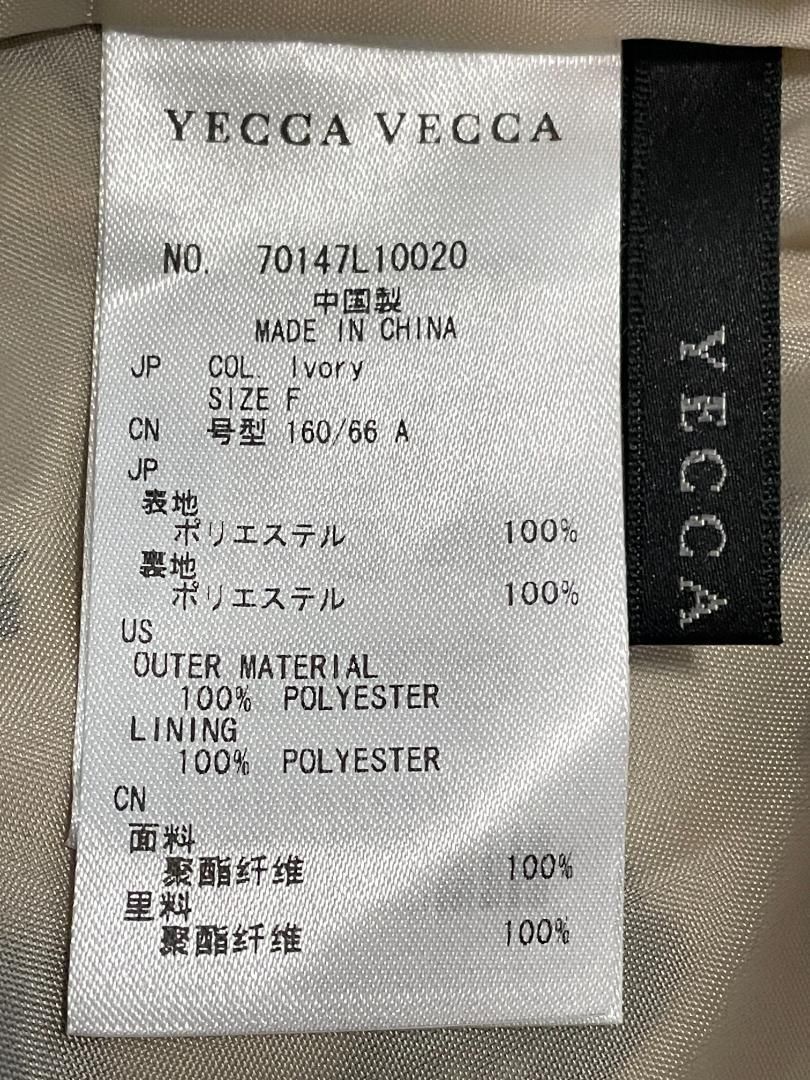 YECCA VECCA
NO. 70147L10020
中国製
MADE IN CHINA
JP COL. Ivory
SIZE F
CN 号型 160/66 A
JP
表地
ポリエステル 100%
裏地
ポリエステル 100%
US
OUTER MATERIAL
100% POLYESTER
LINING
100% POLYESTER
CN
面料
聚酯纤维 100%
里料
聚酯纤维 100%
YECCA